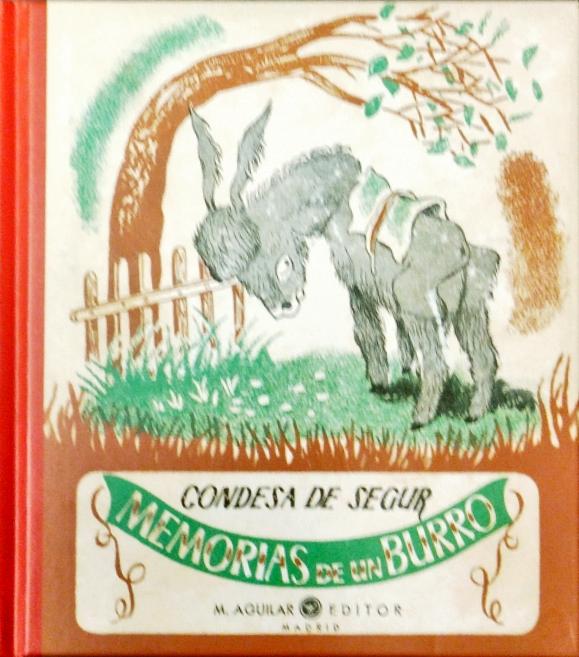 CONDESA DE SEGUR
MEMORIAS DE UN BURRO
M. AGUILAR EDITOR
MADRID